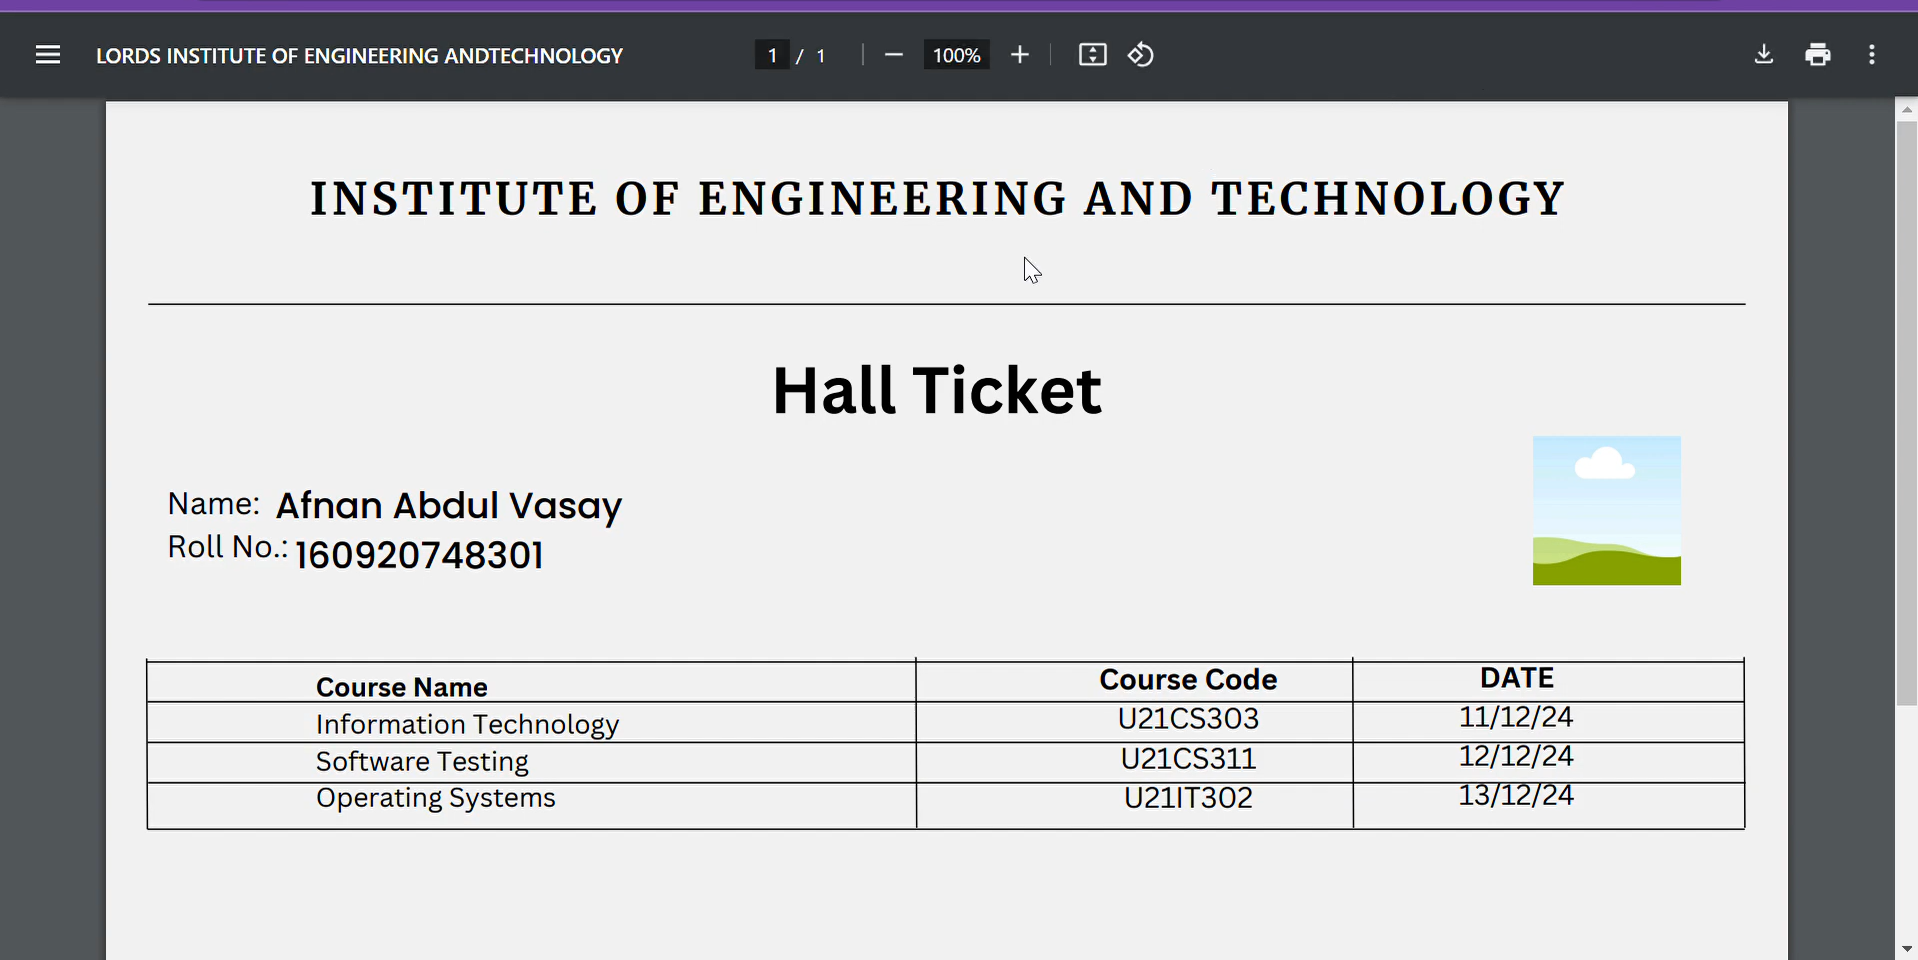 LORDS INSTITUTE OF ENGINEERING ANDTECHNOLOGY 1 / 1 100%
INSTITUTE OF ENGINEERING AND TECHNOLOGY
Hall Ticket
Name: Afnan Abdul Vasay
Roll No.: 160920748301
Course Name Course Code DATE
Information Technology U21CS303 11/12/24
Software Testing U21CS311 12/12/24
Operating Systems U21IT302 13/12/24